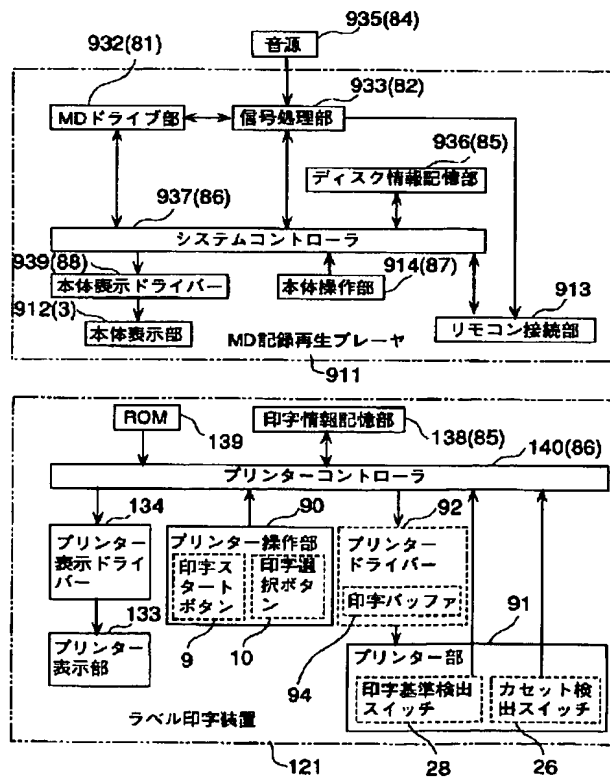 935(84)
932(81)
音源
933(82)
MDドライブ部
信号処理部
936(85)
ディスク情報記憶部
937(86)
システムコントローラ
939(88)
914(87)
本体表示ドライバー
本体操作部
913
912(3)
本体表示部
リモコン接続部
MD記録再生プレーヤ
911
ROM
印字情報記憶部
139
138(85)
140(86)
プリンターコントローラ
134
90
92
プリンター
表示ドライ
バー
プリンター操作部
印字ス
タート
ボタン
印字選
択ボタ
ン
プリンター
ドライバー
印字バッファ
133
91
プリンター
表示部
9
10
94
プリンター部
印字基準検出
スイッチ
カセット検
出スイッチ
ラベル印字装置
28
26
121